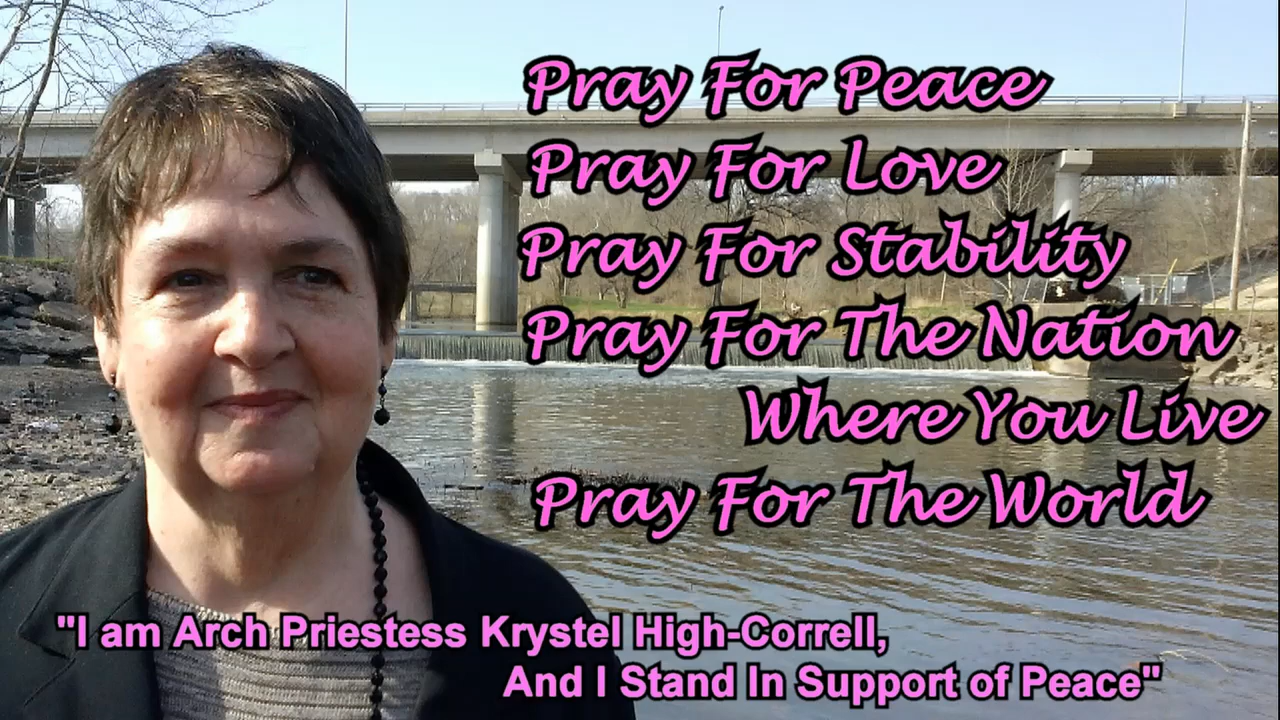 Pray For Peace
Pray For Love
Pray For Stability
Pray For The Nation
Where You Live
Pray For The World
"I am Arch Priestess Krystel High-Correll,
And I Stand In Support of Peace"